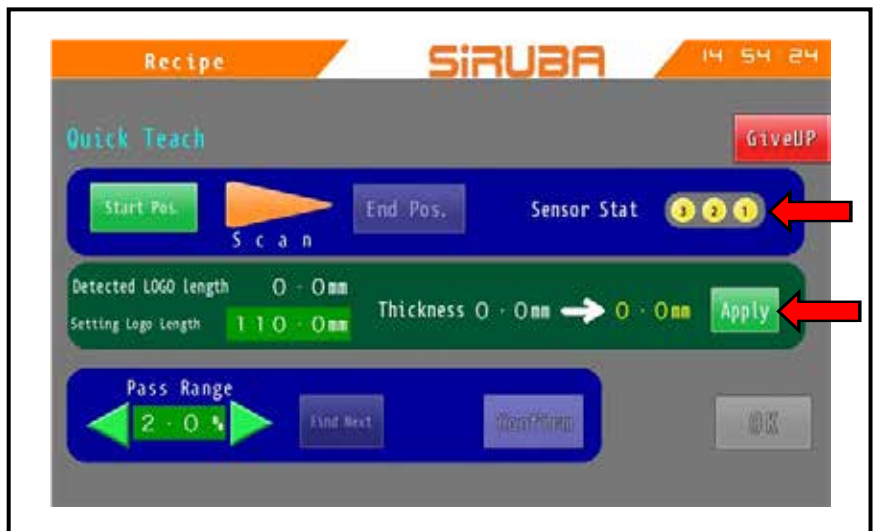 Recipe
SiRUBA
14 54 24
Quick Teach
GiveUP
Start Pos.
Scan
End Pos.
Sensor Stat
3 2 1
Detected LOGO length 0.0mm
Setting Logo Length 110.0mm
Thickness 0.0mm 0.0mm
Apply
Pass Range
2.0 %
Find Next
Confirm
OK